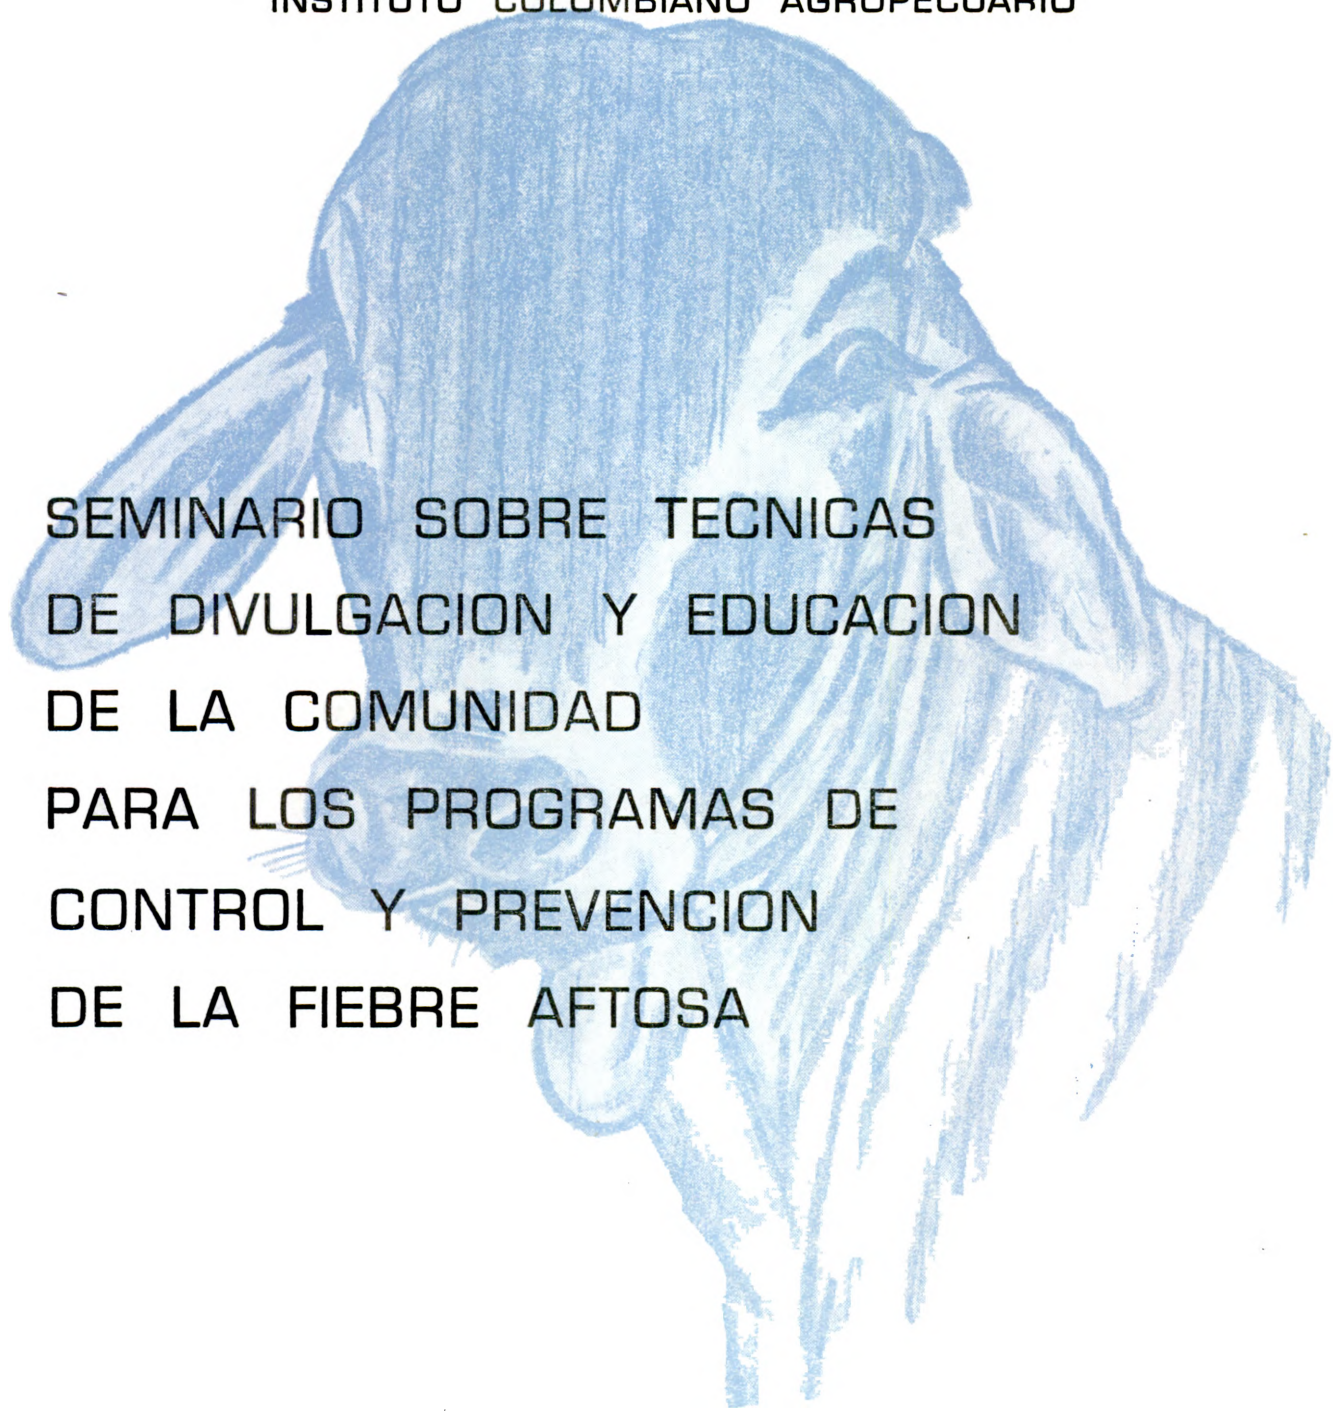 INSTITUTO COLOMBIANO AGROPECUARIO
SEMINARIO SOBRE TECNICAS
DE DIVULGACION Y EDUCACION
DE LA COMUNIDAD
PARA LOS PROGRAMAS DE
CONTROL Y PREVENCION
DE LA FIEBRE AFTOSA